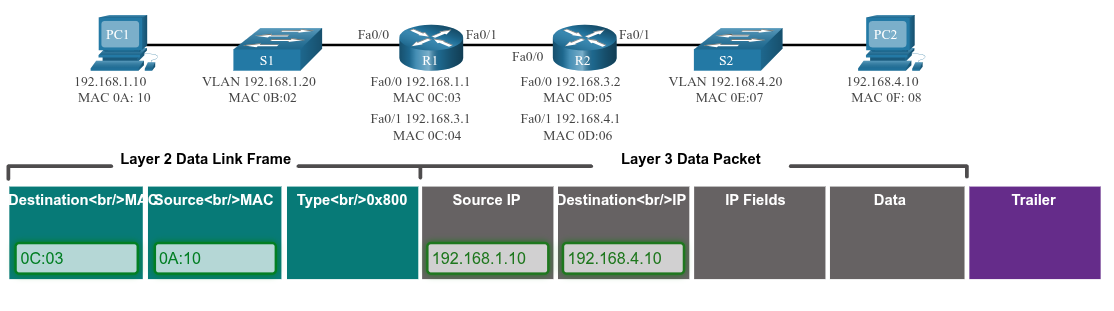 PC1
S1
Fa0/0
R1
Fa0/1
Fa0/0
R2
Fa0/1
S2
PC2
192.168.1.10
MAC 0A: 10
VLAN 192.168.1.20
MAC 0B:02
Fa0/0 192.168.1.1
MAC 0C:03
Fa0/1 192.168.3.1
MAC 0C:04
Fa0/0 192.168.3.2
MAC 0D:05
Fa0/1 192.168.4.1
MAC 0D:06
VLAN 192.168.4.20
MAC 0E:07
192.168.4.10
MAC 0F: 08
Layer 2 Data Link Frame
Layer 3 Data Packet
Destination<br/>MAC
Source<br/>MAC
Type<br/>0x800
Source IP
Destination<br/>IP
IP Fields
Data
Trailer
0C:03
0A:10
192.168.1.10
192.168.4.10